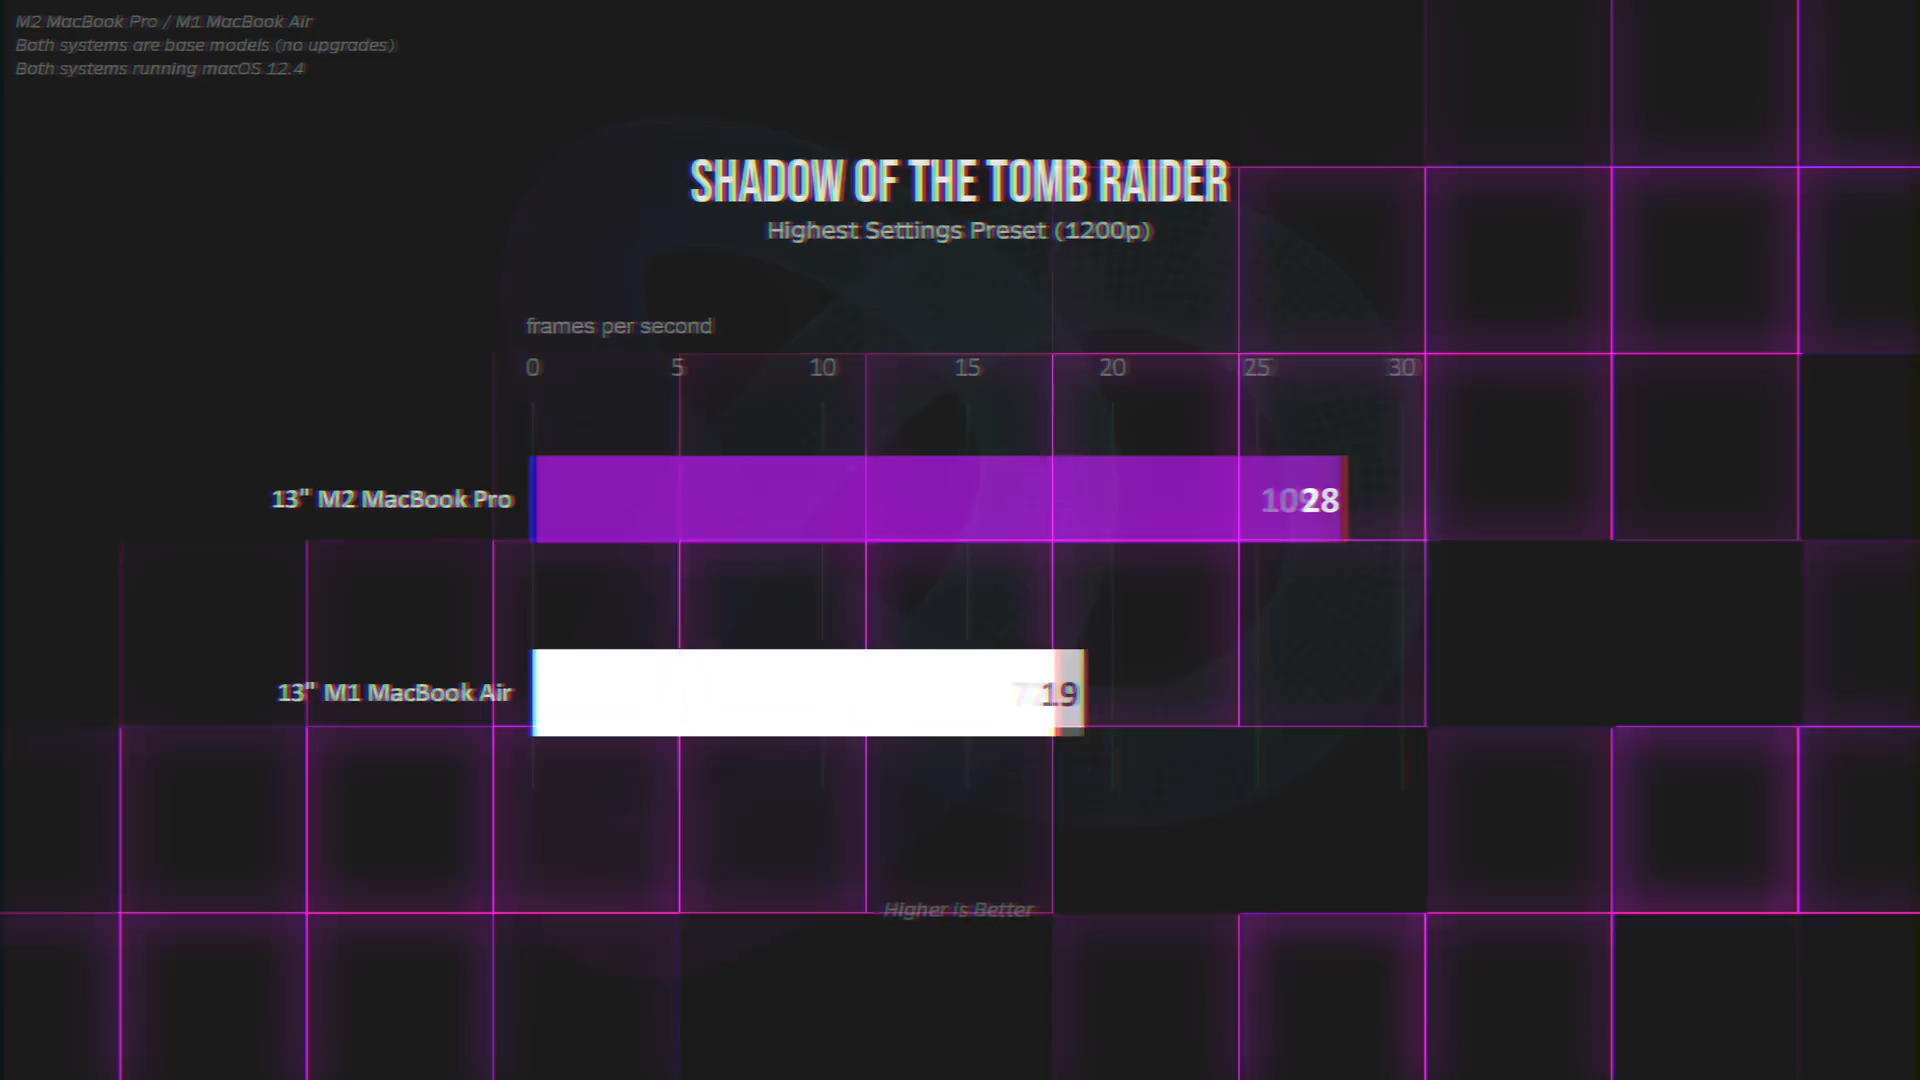 M2 MacBook Pro / M1 MacBook Air
Both systems are base models (no upgrades)
Both systems running macOS 12.4
SHADOW OF THE TOMB RAIDER
Highest Settings Preset (1200p)
frames per second
0 5 10 15 20 25 30
13" M2 MacBook Pro 28
13" M1 MacBook Air 19
Higher is Better